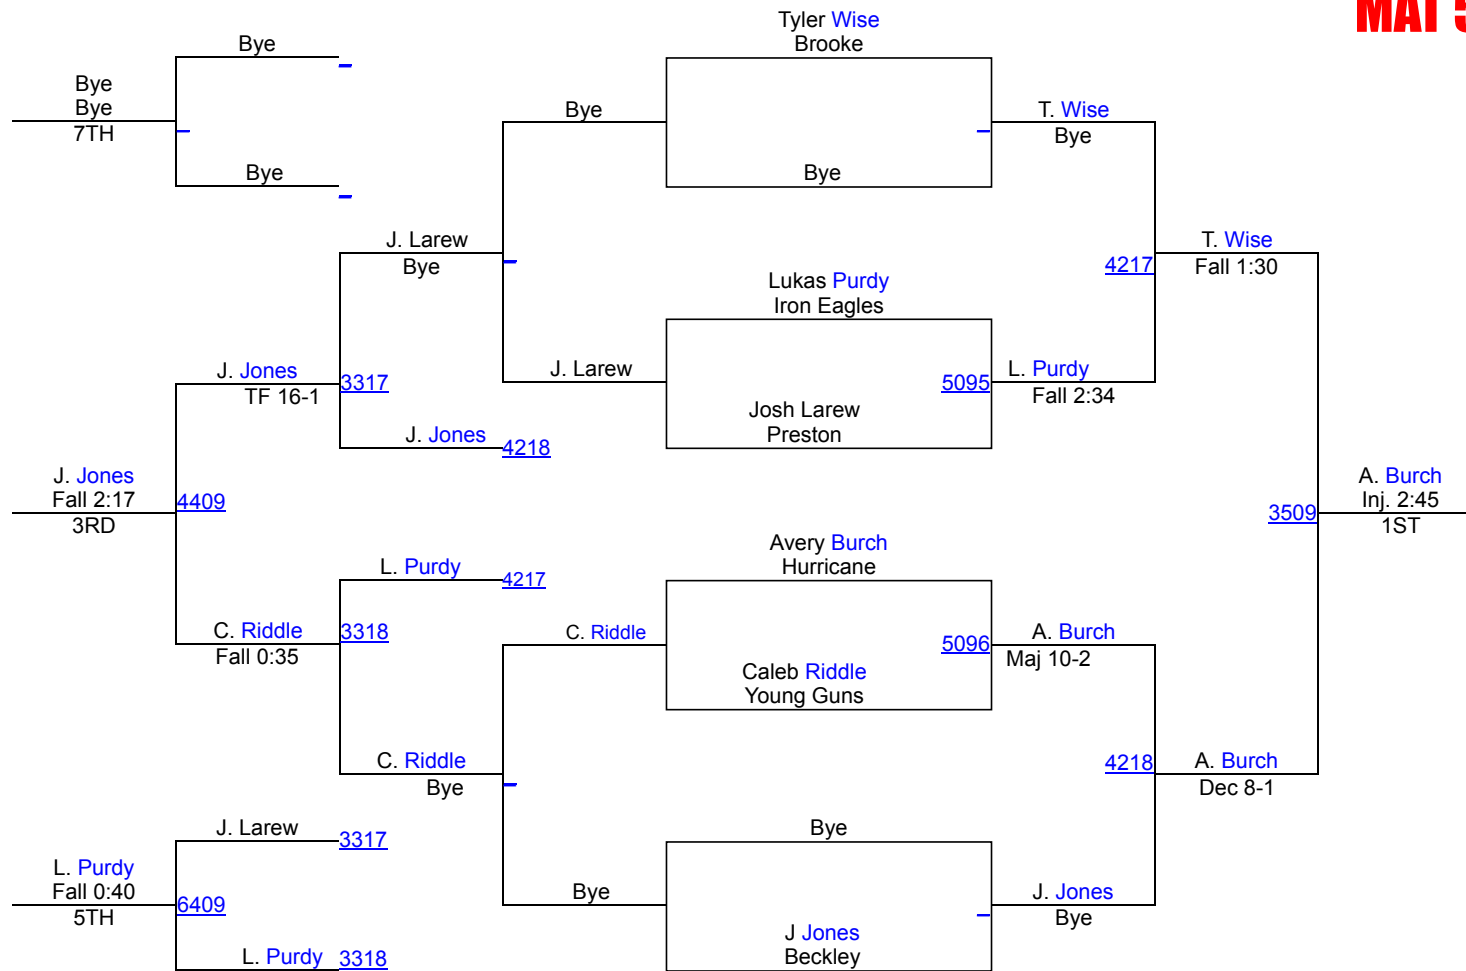 MAT
Tyler Wise
Brooke
Bye
Bye
Bye
7TH
Bye
T. Wise
Bye
Bye
Bye
J. Larew
Bye
T. Wise
4217
Fall 1:30
Lukas Purdy
Iron Eagles
J. Jones
3317
TF 16-1
J. Larew
5095
L. Purdy
Fall 2:34
Josh Larew
Preston
J. Jones
4218
J. Jones
Fall 2:17
3RD
4409
A. Burch
Inj. 2:45
1ST
3509
Avery Burch
Hurricane
L. Purdy
4217
C. Riddle
3318
Fall 0:35
C. Riddle
5096
A. Burch
Maj 10-2
Caleb Riddle
Young Guns
C. Riddle
Bye
4218
A. Burch
Dec 8-1
J. Larew
3317
Bye
L. Purdy
Fall 0:40
5TH
6409
Bye
J. Jones
Bye
J Jones
Beckley
L. Purdy
3318